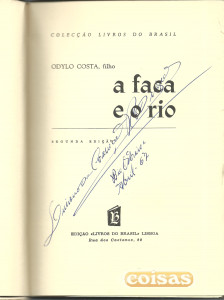 COLECÇÃO LIVROS DO BRASIL
ODYLO COSTA, filho
a faca
e o rio
SEGUNDA EDIÇÃO
EDIÇÃO «LIVROS DO BRASIL» LISBOA
Rua dos Caetanos, 22
coisas